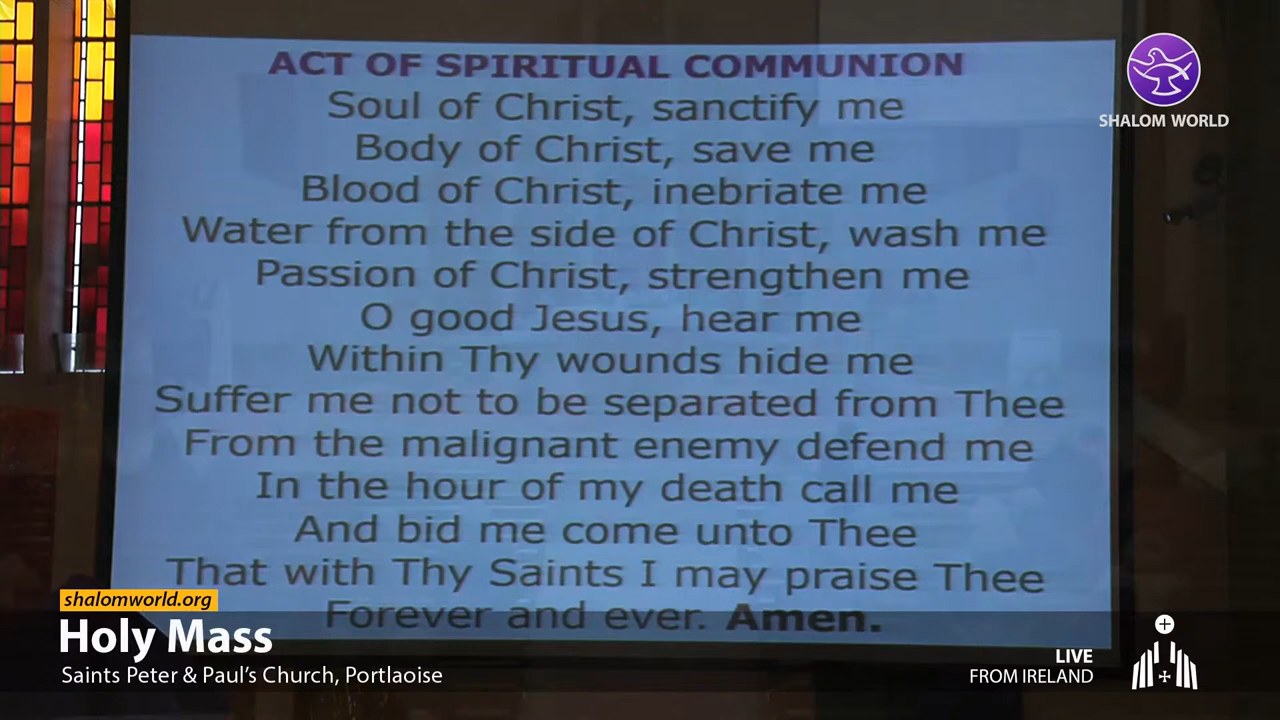 ACT OF SPIRITUAL COMMUNION
Soul of Christ, sanctify me
Body of Christ, save me
Blood of Christ, inebriate me
Water from the side of Christ, wash me
Passion of Christ, strengthen me
O good Jesus, hear me
Within Thy wounds hide me
Suffer me not to be separated from Thee
From the malignant enemy defend me
In the hour of my death call me
And bid me come unto Thee
That with Thy Saints I may praise Thee
Forever and ever. Amen.
SHALOM WORLD
shalomworld.org
Holy Mass
Saints Peter & Paul's Church, Portlaoise
LIVE
FROM IRELAND